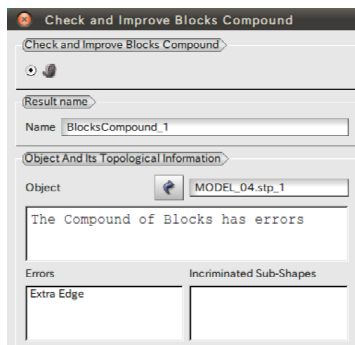 Check and Improve Blocks Compound
Check and Improve Blocks Compound
Result name
Name BlocksCompound_1
Object And Its Topological Information
Object MODEL_04.stp_1
The Compound of Blocks has errors
Errors Incriminated Sub-Shapes
Extra Edge